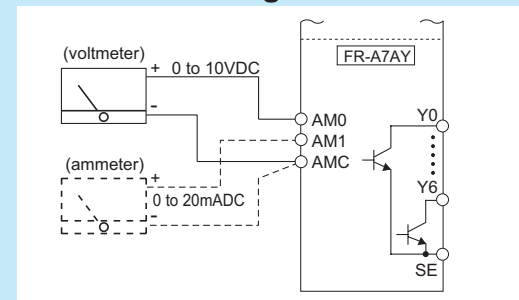 FR-A7AY
(voltmeter)
+ 0 to 10VDC
-
AM0
AM1
AMC
Y0
Y6
SE
(ammeter)
+
0 to 20mADC
-